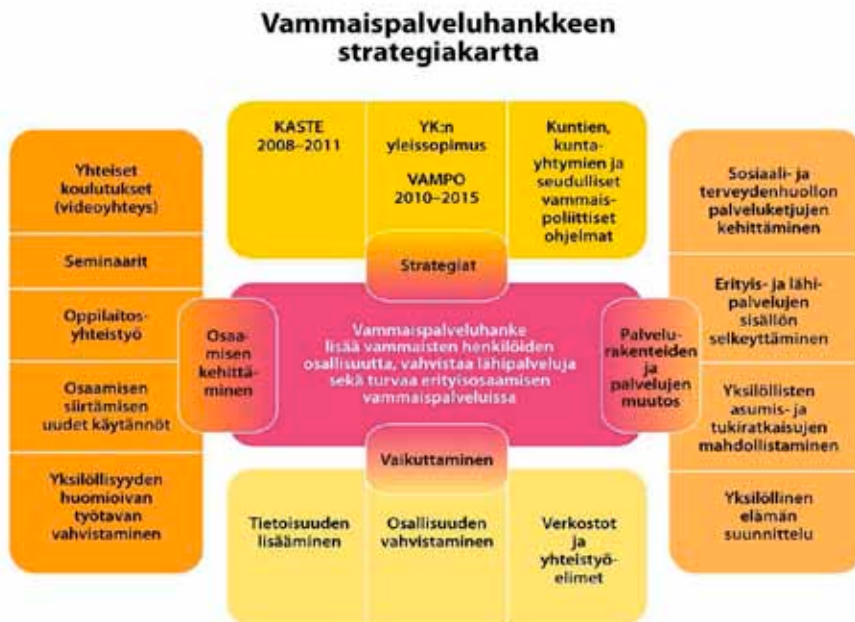 Vammaispalveluhankkeen
strategiakartta
KASTE
2008–2011
YK:n
yleissopimus
VAMPO
2010–2015
Kuntien,
kunta-
yhtymien ja
seudulliset
vammais-
poliittiset
ohjelmat
Strategiat
Yhteiset
koulutukset
(videoyhteys)
Seminaarit
Oppilaitos-
yhteistyö
Osaamisen
siirtämisen
uudet käytännöt
Yksilöllisyyden
huomioivan
työtavan
vahvistaminen
Osaa-
misen
kehittä-
minen
Vammaispalveluhanke
lisää vammaisten henkilöiden
osallisuutta, vahvistaa lähipalveluja
sekä turvaa erityisosaamisen
vammaispalveluissa
Palvelu-
rakenteiden
ja
palvelujen
muutos
Sosiaali- ja
terveydenhuollon
palveluketjujen
kehittäminen
Erityis- ja lähi-
palvelujen
sisällön
selkeyttäminen
Yksilöllisten
asumis- ja
tukiratkaisujen
mahdollistaminen
Yksilöllinen
elämän
suunnittelu
Vaikuttaminen
Tietoisuuden
lisääminen
Osallisuuden
vahvistaminen
Verkostot
ja
yhteistyö-
elimet